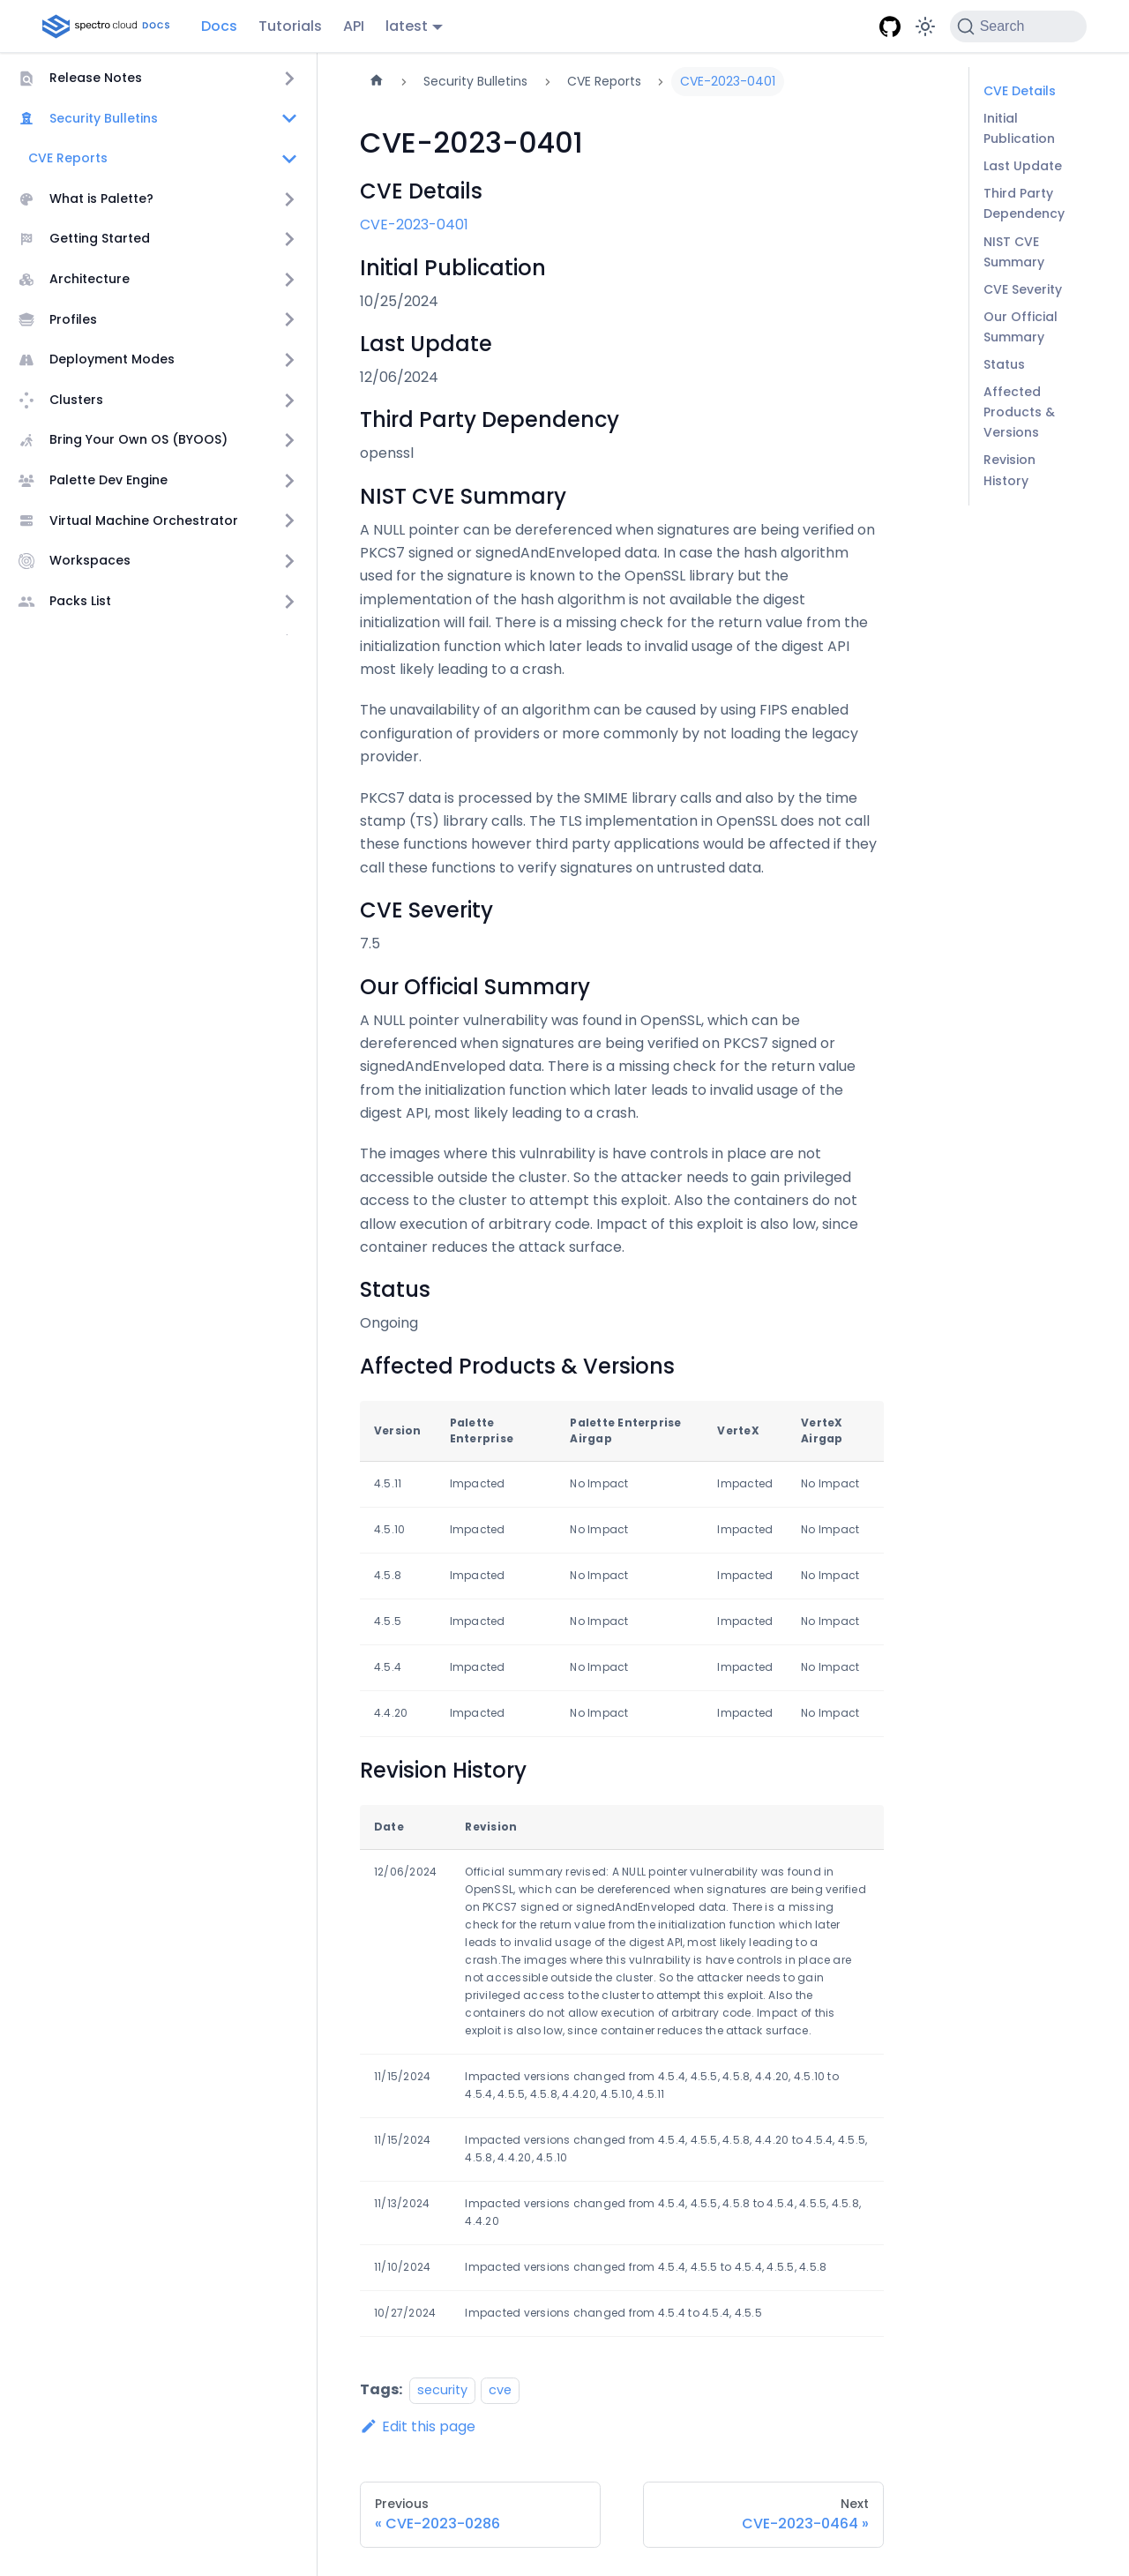 spectro cloud DOCS Docs Tutorials API latest Search
Release Notes
Security Bulletins
CVE Reports
What is Palette?
Getting Started
Architecture
Profiles
Deployment Modes
Clusters
Bring Your Own OS (BYOOS)
Palette Dev Engine
Virtual Machine Orchestrator
Workspaces
Packs List
Security Bulletins CVE Reports CVE-2023-0401
CVE-2023-0401
CVE Details
CVE-2023-0401
Initial Publication
10/25/2024
Last Update
12/06/2024
Third Party Dependency
openssl
NIST CVE Summary
A NULL pointer can be dereferenced when signatures are being verified on
PKCS7 signed or signedAndEnveloped data. In case the hash algorithm
used for the signature is known to the OpenSSL library but the
implementation of the hash algorithm is not available the digest
initialization will fail. There is a missing check for the return value from the
initialization function which later leads to invalid usage of the digest API
most likely leading to a crash.
The unavailability of an algorithm can be caused by using FIPS enabled
configuration of providers or more commonly by not loading the legacy
provider.
PKCS7 data is processed by the SMIME library calls and also by the time
stamp (TS) library calls. The TLS implementation in OpenSSL does not call
these functions however third party applications would be affected if they
call these functions to verify signatures on untrusted data.
CVE Severity
7.5
Our Official Summary
A NULL pointer vulnerability was found in OpenSSL, which can be
dereferenced when signatures are being verified on PKCS7 signed or
signedAndEnveloped data. There is a missing check for the return value
from the initialization function which later leads to invalid usage of the
digest API, most likely leading to a crash.
The images where this vulnrability is have controls in place are not
accessible outside the cluster. So the attacker needs to gain privileged
access to the cluster to attempt this exploit. Also the containers do not
allow execution of arbitrary code. Impact of this exploit is also low, since
container reduces the attack surface.
Status
Ongoing
Affected Products & Versions
Version Palette Enterprise Palette Enterprise Airgap VerteX VerteX Airgap
4.5.11 Impacted No Impact Impacted No Impact
4.5.10 Impacted No Impact Impacted No Impact
4.5.8 Impacted No Impact Impacted No Impact
4.5.5 Impacted No Impact Impacted No Impact
4.5.4 Impacted No Impact Impacted No Impact
4.4.20 Impacted No Impact Impacted No Impact
Revision History
Date Revision
12/06/2024 Official summary revised: A NULL pointer vulnerability was found in
OpenSSL, which can be dereferenced when signatures are being verified
on PKCS7 signed or signedAndEnveloped data. There is a missing
check for the return value from the initialization function which later
leads to invalid usage of the digest API, most likely leading to a
crash.The images where this vulnrability is have controls in place are
not accessible outside the cluster. So the attacker needs to gain
privileged access to the cluster to attempt this exploit. Also the
containers do not allow execution of arbitrary code. Impact of this
exploit is also low, since container reduces the attack surface.
11/15/2024 Impacted versions changed from 4.5.4, 4.5.5, 4.5.8, 4.4.20, 4.5.10 to
4.5.4, 4.5.5, 4.5.8, 4.4.20, 4.5.10, 4.5.11
11/15/2024 Impacted versions changed from 4.5.4, 4.5.5, 4.5.8, 4.4.20 to 4.5.4, 4.5.5,
4.5.8, 4.4.20, 4.5.10
11/13/2024 Impacted versions changed from 4.5.4, 4.5.5, 4.5.8 to 4.5.4, 4.5.5, 4.5.8,
4.4.20
11/10/2024 Impacted versions changed from 4.5.4, 4.5.5 to 4.5.4, 4.5.5, 4.5.8
10/27/2024 Impacted versions changed from 4.5.4 to 4.5.4, 4.5.5
Tags: security cve
Edit this page
Previous
« CVE-2023-0286
Next
CVE-2023-0464 »
CVE Details
Initial
Publication
Last Update
Third Party
Dependency
NIST CVE
Summary
CVE Severity
Our Official
Summary
Status
Affected
Products &
Versions
Revision
History